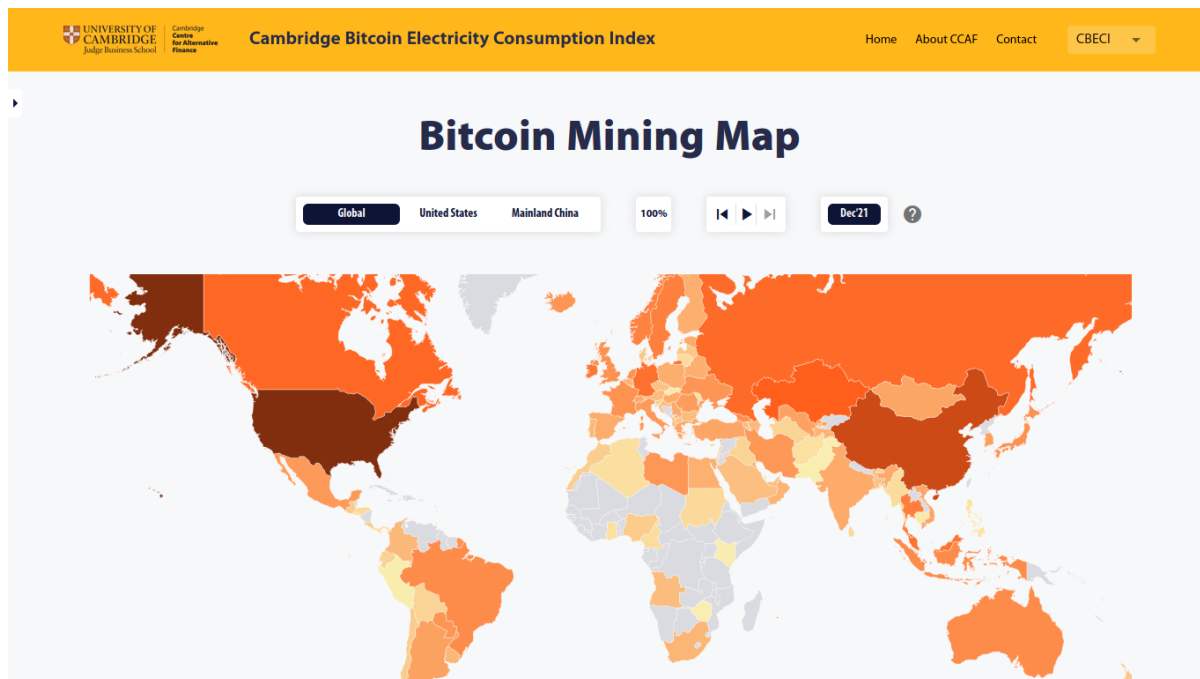 UNIVERSITY OF
CAMBRIDGE
Judge Business School
Cambridge
Centre
for Alternative
Finance
Cambridge Bitcoin Electricity Consumption Index
Home About CCAF Contact CBECI
Bitcoin Mining Map
Global United States Mainland China 100% Dec'21 ?